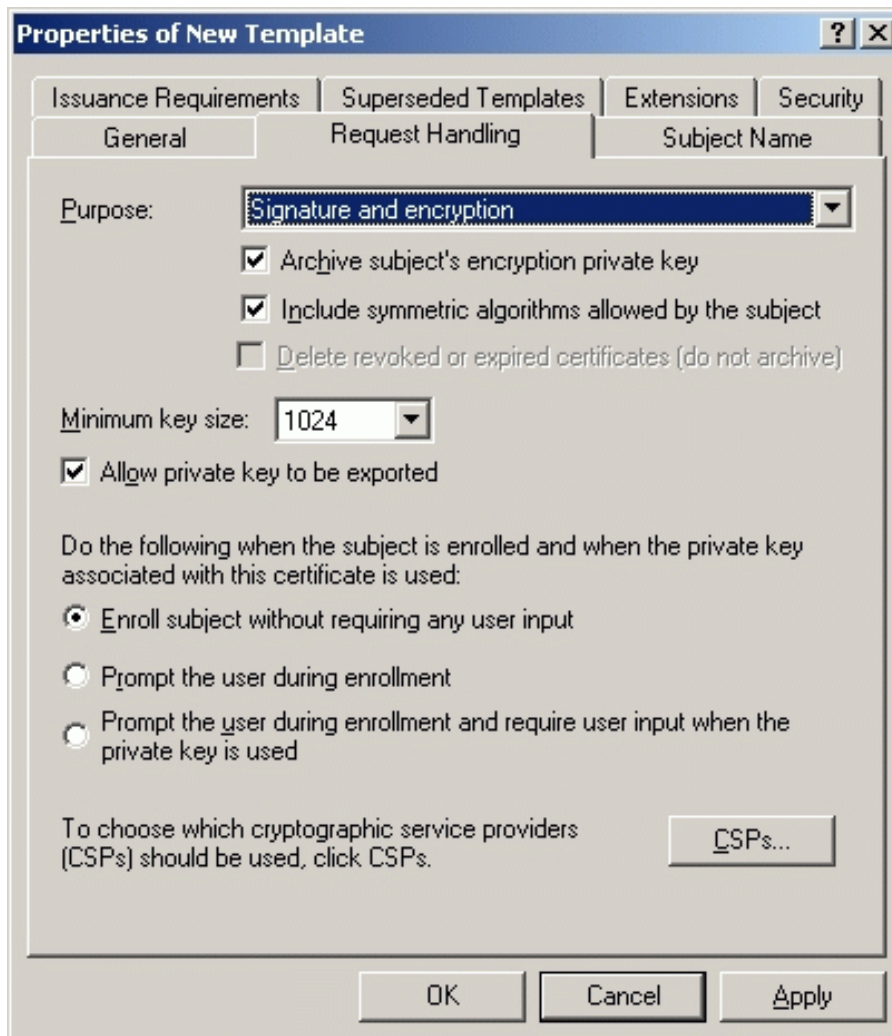 Properties of New Template
Issuance Requirements
Superseded Templates
Extensions
Security
General
Request Handling
Subject Name
Purpose:
Signature and encryption
Archive subject's encryption private key
Include symmetric algorithms allowed by the subject
Delete revoked or expired certificates (do not archive)
Minimum key size:
1024
Allow private key to be exported
Do the following when the subject is enrolled and when the private key
associated with this certificate is used:
Enroll subject without requiring any user input
Prompt the user during enrollment
Prompt the user during enrollment and require user input when the
private key is used
To choose which cryptographic service providers
(CSPs) should be used, click CSPs.
CSPs...
OK
Cancel
Apply